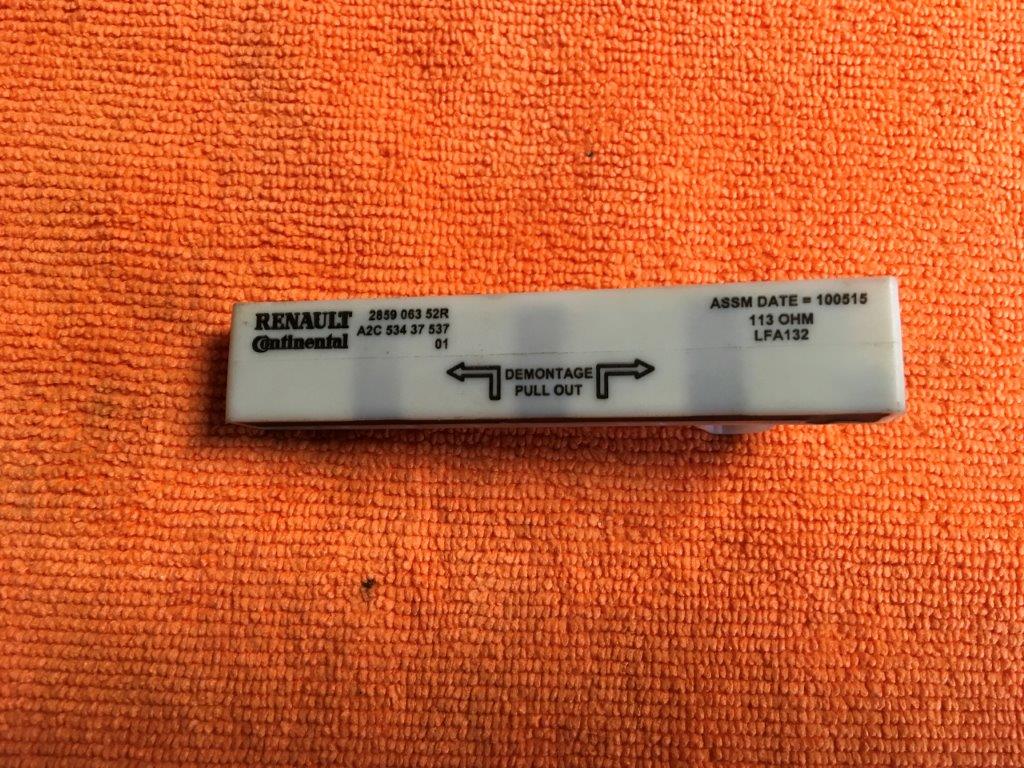 RENAULT 2859 063 52R
Continental A2C 534 37 537
01
ASSM DATE = 100515
113 OHM
LFA132
DEMONTAGE
PULL OUT